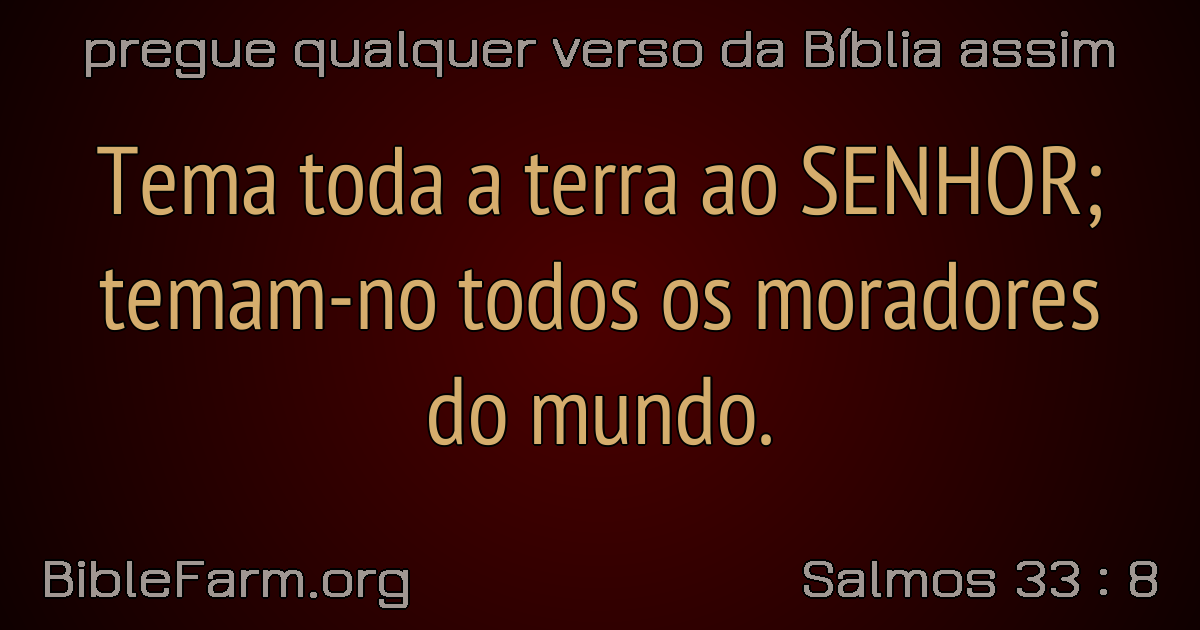 pregue qualquer verso da Bíblia assim
Tema toda a terra ao SENHOR;
temam-no todos os moradores
do mundo.
BibleFarm.org
Salmos 33 : 8